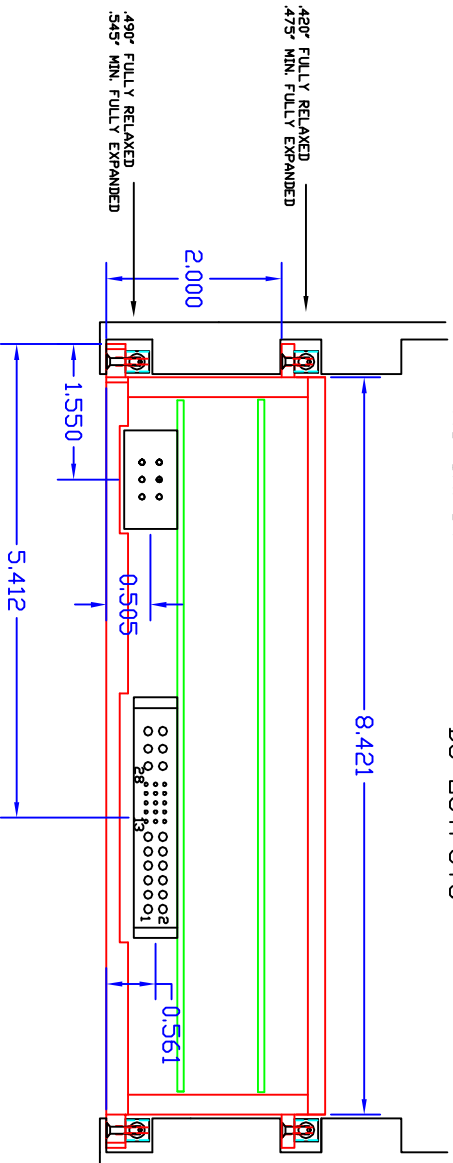 .420" FULLY RELAXED
.475" MIN. FULLY EXPANDED
.490" FULLY RELAXED
.545" MIN. FULLY EXPANDED
2.000
8.421
1.550
0.505
5.412
28
13
2
1
0.561